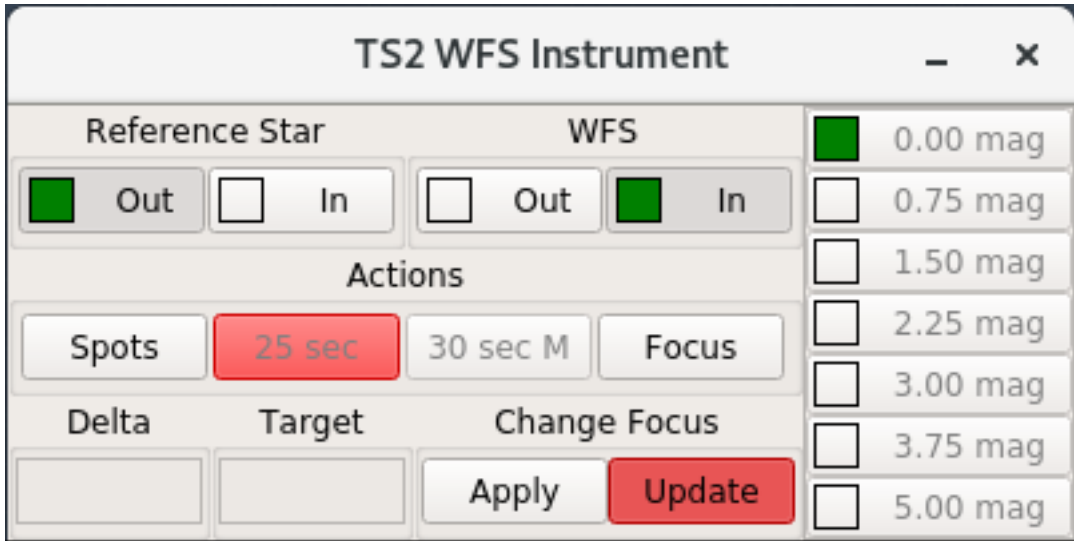 TS2 WFS Instrument
Reference Star
WFS
Out
In
Out
In
Actions
Spots
25 sec
30 sec M
Focus
Delta
Target
Change Focus
Apply
Update
0.00 mag
0.75 mag
1.50 mag
2.25 mag
3.00 mag
3.75 mag
5.00 mag